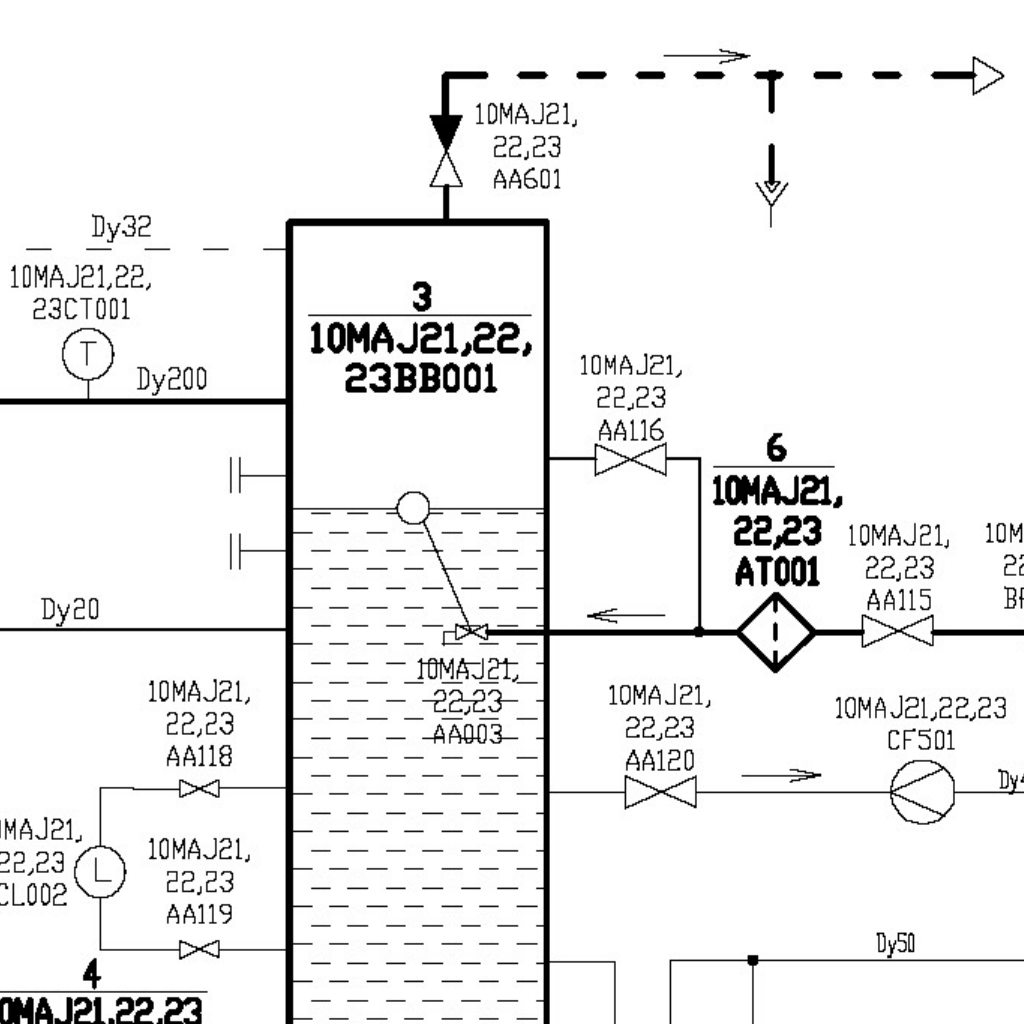 10MAJ21,
22,23
AA601
Dy32
10MAJ21,22,
23CT001
T
Dy200
3
10MAJ21,22,
23BB001
10MAJ21,
22,23
AA116
6
10MAJ21,
22,23
AT001
10MAJ21,
22,23
AA115
10M
22
Dy20
10MAJ21,
22,23
AA003
10MAJ21,
22,23
AA118
10MAJ21,
22,23
AA120
10MAJ21,22,23
CF501
Dy4
0MAJ21,
22,23
CL002
L
10MAJ21,
22,23
AA119
4
0MAJ21,22,23
Dy50